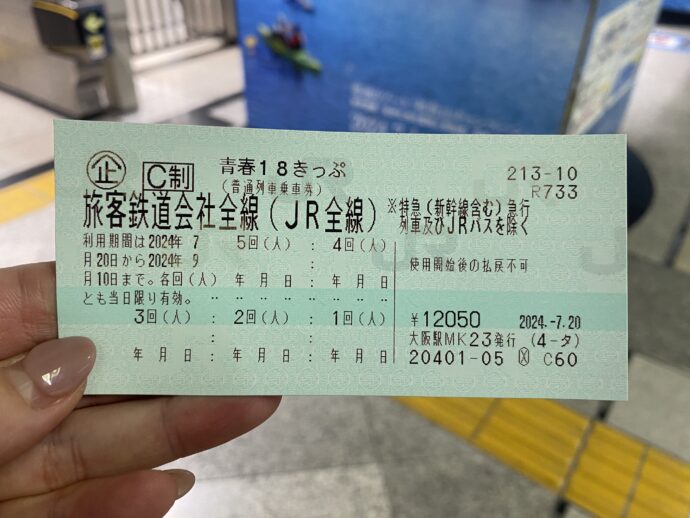 企 C制 青春18きっぷ 213-10
(普通列車乗車券) R733
旅客鉄道会社全線(JR全線) ※特急(新幹線含む)急行
列車及びJRバスを除く
利用期間は2024年 7 5回(人) : 4回(人)
月20日から2024年 9 : 使用開始後の払戻不可
月10日まで。各回(人) 年 月 日 : 年 月 日
とも当日限り有効。 ‥ ‥ ‥ : ‥ ‥ ‥
3回(人) : 2回(人) : 1回(人) ¥12050 2024.-7.20
: : 大阪駅MK23発行 (4-タ)
年 月 日 : 年 月 日 : 年 月 日 20401-05 ⓧ C60